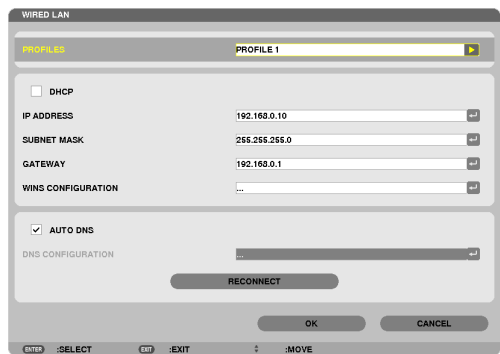 WIRED LAN
PROFILES PROFILE 1
DHCP
IP ADDRESS 192.168.0.10
SUBNET MASK 255.255.255.0
GATEWAY 192.168.0.1
WINS CONFIGURATION ...
AUTO DNS
DNS CONFIGURATION ...
RECONNECT
OK CANCEL
ENTER :SELECT EXIT :EXIT :MOVE